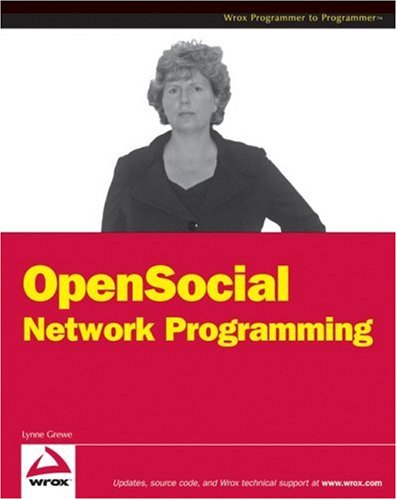 Wrox Programmer to Programmer™
OpenSocial
Network Programming
Lynne Grewe
wrox
Updates, source code, and Wrox technical support at www.wrox.com